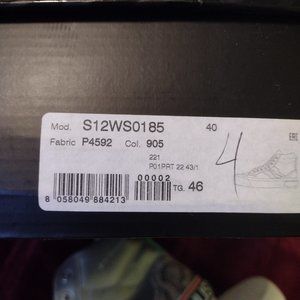 Mod. S12WS0185 40
Fabric P4592 Col. 905
221
P01PRT 22 43/1
4
00002
TG. 46
8 058049 884213
EAC